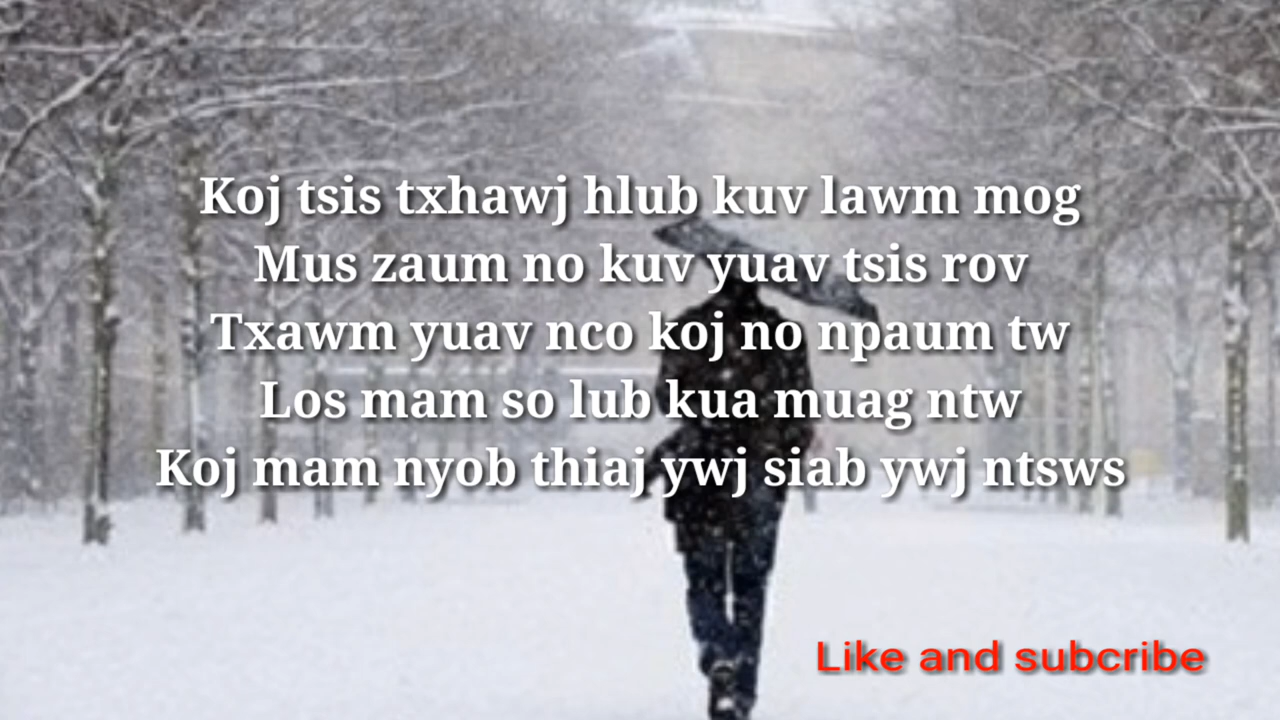 Koj tsis txhawj hlub kuv lawm mog
Mus zaum no kuv yuav tsis rov
Txawm yuav nco koj no npaum tw
Los mam so lub kua muag ntw
Koj mam nyob thiaj ywj siab ywj ntsws
Like and subcribe